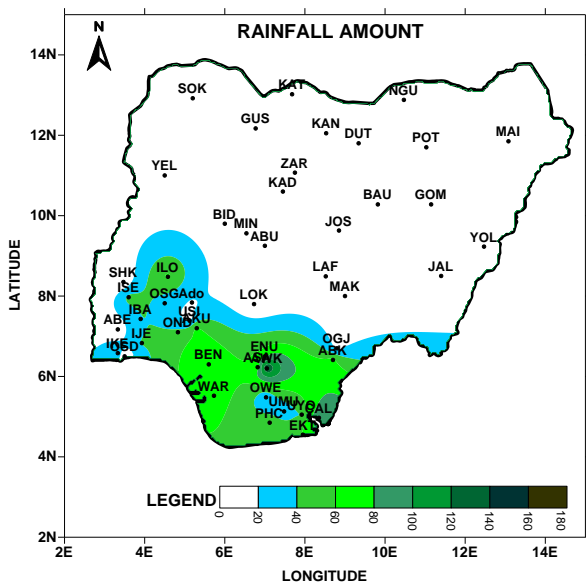 RAINFALL AMOUNT
N
14N
12N
10N
8N
6N
4N
2N
LATITUDE
SOK
KAT
NGU
GUS
KAN
DUT
POT
MAI
YEL
ZAR
KAD
BAU
GOM
BID
MIN
ABU
JOS
YOL
SHK
ILO
LAF
JAL
ISE
OSG
Ado
LOK
MAK
IBA
USI
ABE
OND
AKU
IJE
IKE
OSD
BEN
ENU
OGJ
ABK
ASA
AWK
WAR
OWE
UMU
UYO
CAL
PHC
EKT
LEGEND
0 20 40 60 80 100 120 140 160 180
2E 4E 6E 8E 10E 12E 14E
LONGITUDE